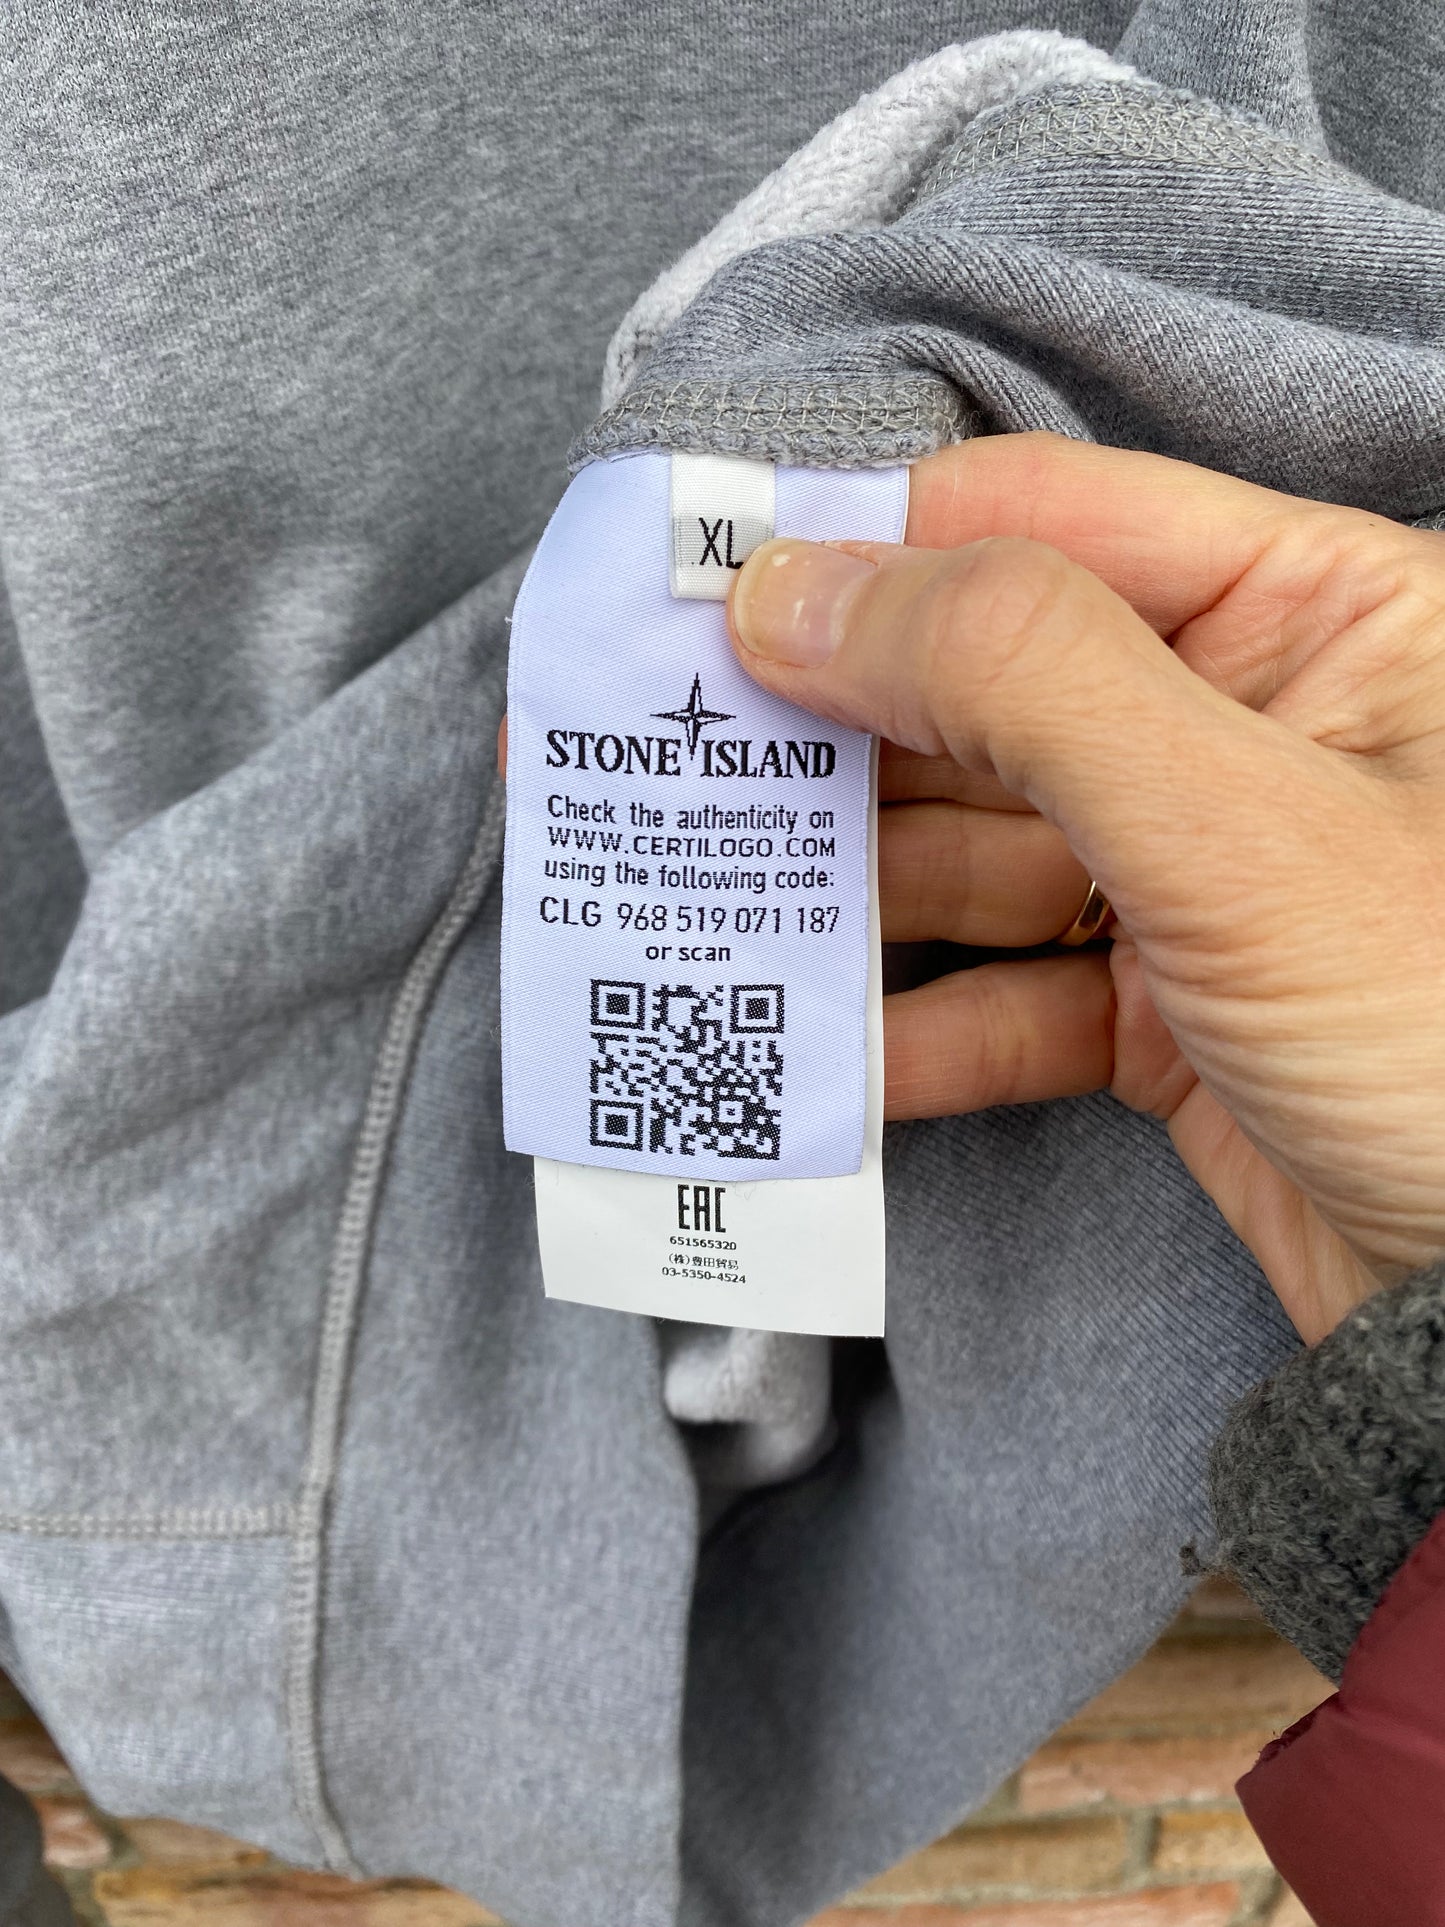 XL
STONE ISLAND
Check the authenticity on
WWW.CERTILOGO.COM
using the following code:
CLG 968 519 071 187
or scan
EAC
651565320
(株)豊田貿易
03-5350-4524